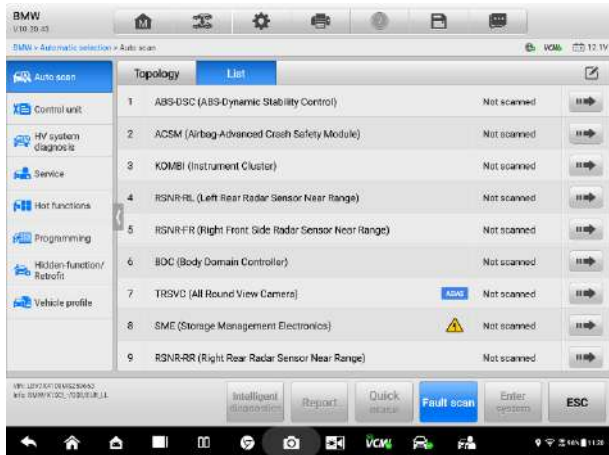 BMW
V10.20.45
BMW > Automatic selection > Auto scan
VCMI
12.1V
Auto scan
Topology
List
Control unit
HV system
diagnosis
Service
Hot functions
Programming
Hidden-function/
Retrofit
Vehicle profile
1 ABS-DSC (ABS-Dynamic Stability Control) Not scanned
2 ACSM (Airbag-Advanced Crash Safety Module) Not scanned
3 KOMBI (Instrument Cluster) Not scanned
4 RSNR-RL (Left Rear Radar Sensor Near Range) Not scanned
5 RSNR-FR (Right Front Side Radar Sensor Near Range) Not scanned
6 BDC (Body Domain Controller) Not scanned
7 TRSVC (All Round View Camera) ADAS Not scanned
8 SME (Storage Management Electronics) Not scanned
9 RSNR-RR (Right Rear Radar Sensor Near Range) Not scanned
Intelligent
diagnostics
Report
Quick
erase
Fault scan
Enter
system
ESC
VCMI
11:20